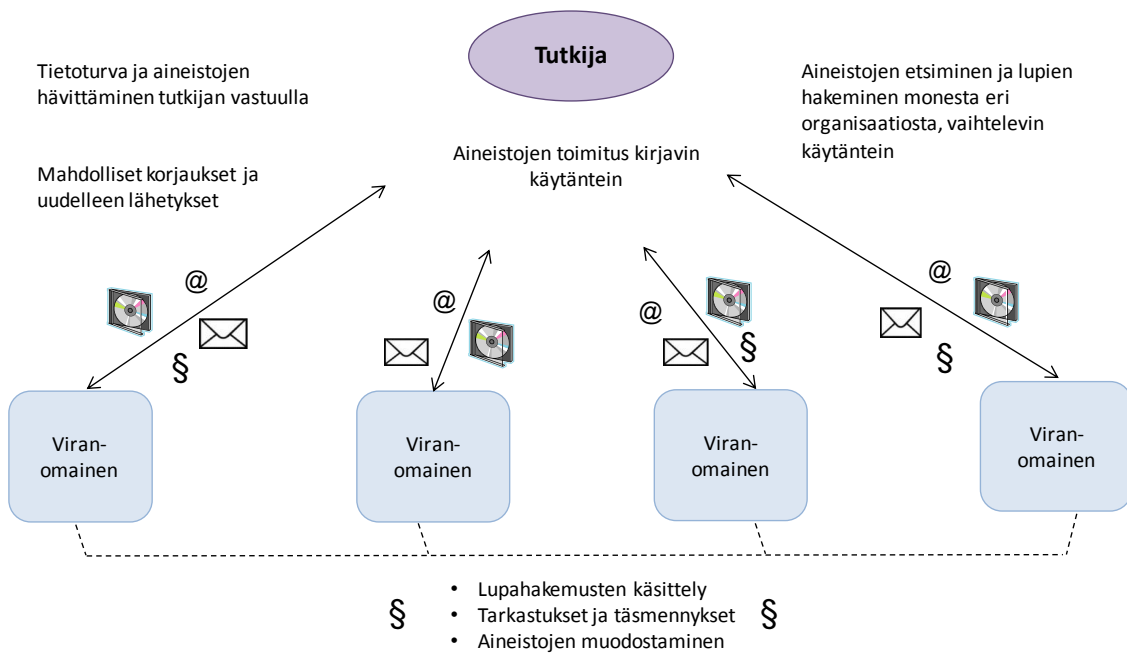 Tutkija
Tietoturva ja aineistojen
hävittäminen tutkijan vastuulla
Mahdolliset korjaukset ja
uudelleen lähetykset
Aineistojen toimitus kirjavin
käytäntein
Aineistojen etsiminen ja lupien
hakeminen monesta eri
organisaatiosta, vaihtelevin
käytäntein
@
§
@
@
§
@
§
Viran-
omainen
Viran-
omainen
Viran-
omainen
Viran-
omainen
§
• Lupahakemusten käsittely
• Tarkastukset ja täsmennykset
• Aineistojen muodostaminen
§